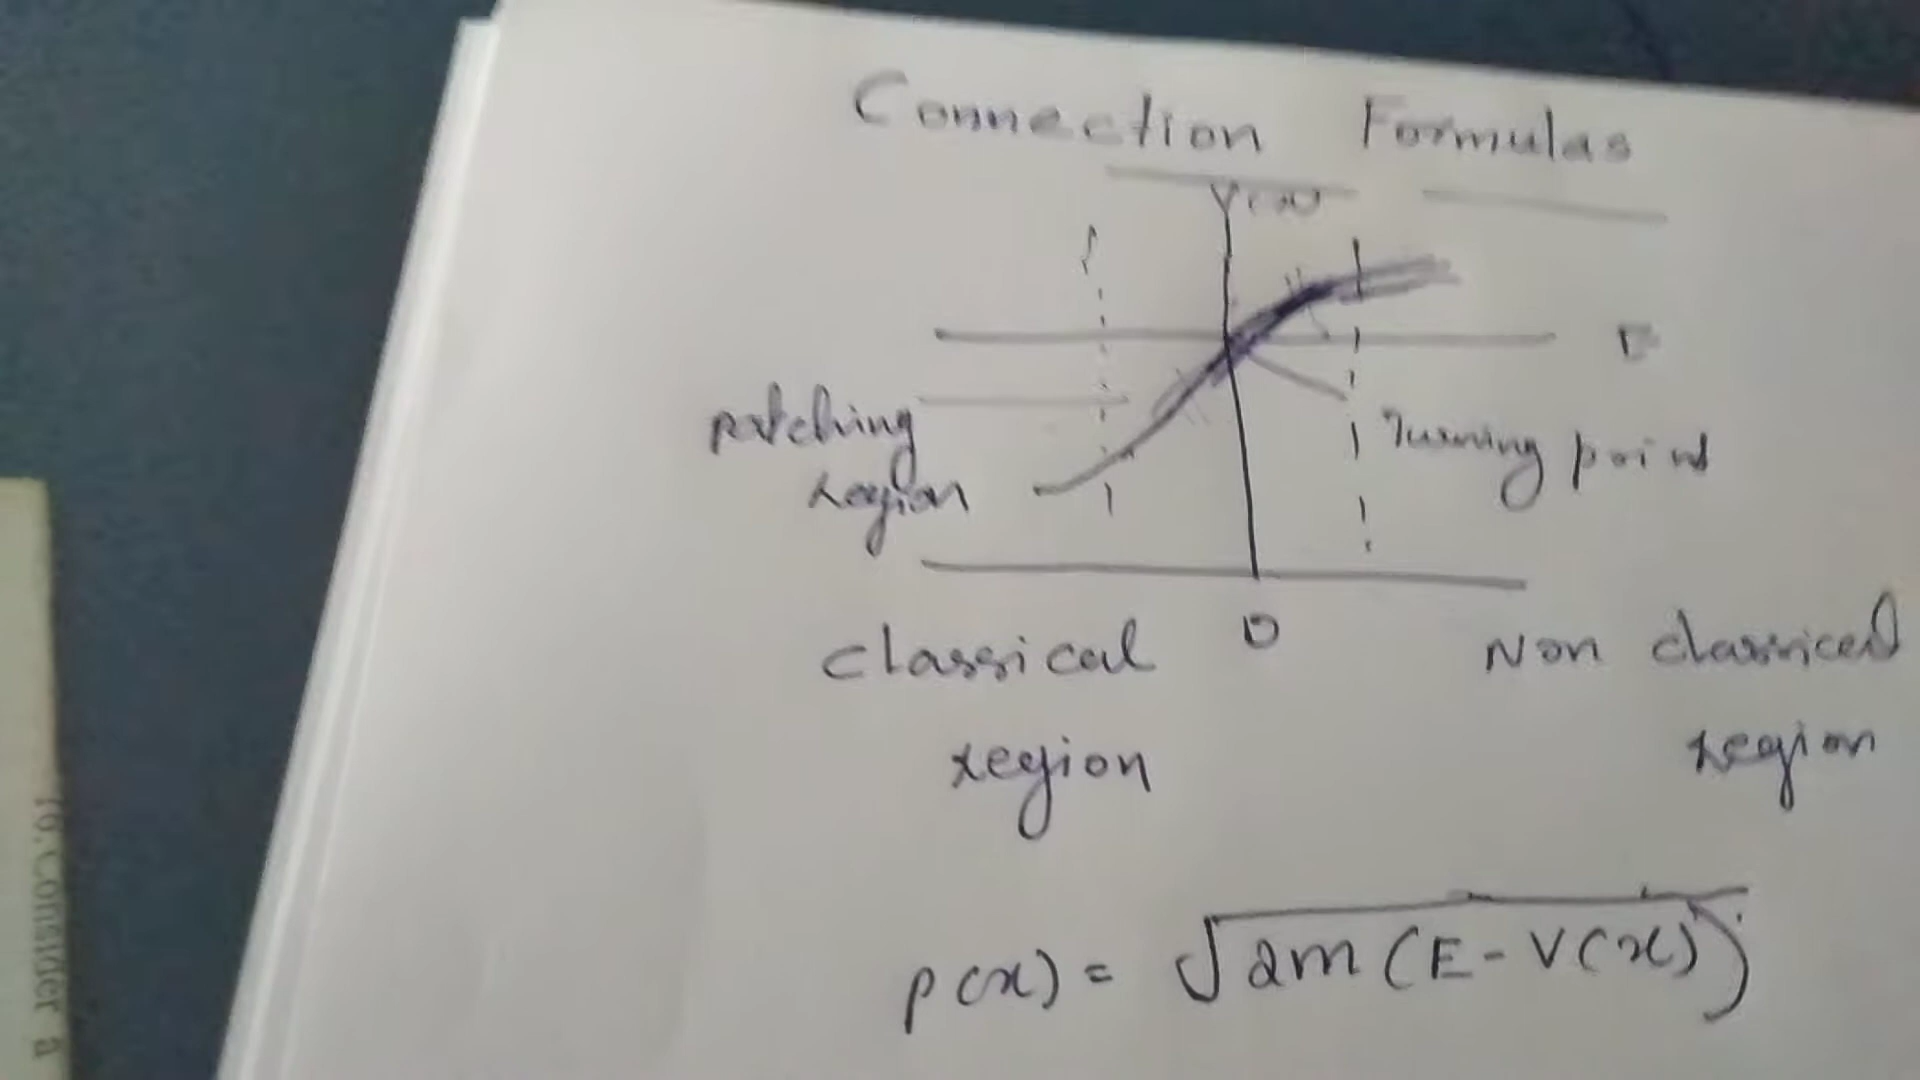 Connection Formulas
V(x)
E
patching
region
Turning point
0
classical
region
Non classical
region
p(x) = √2m (E - V(x))
10. Consider a